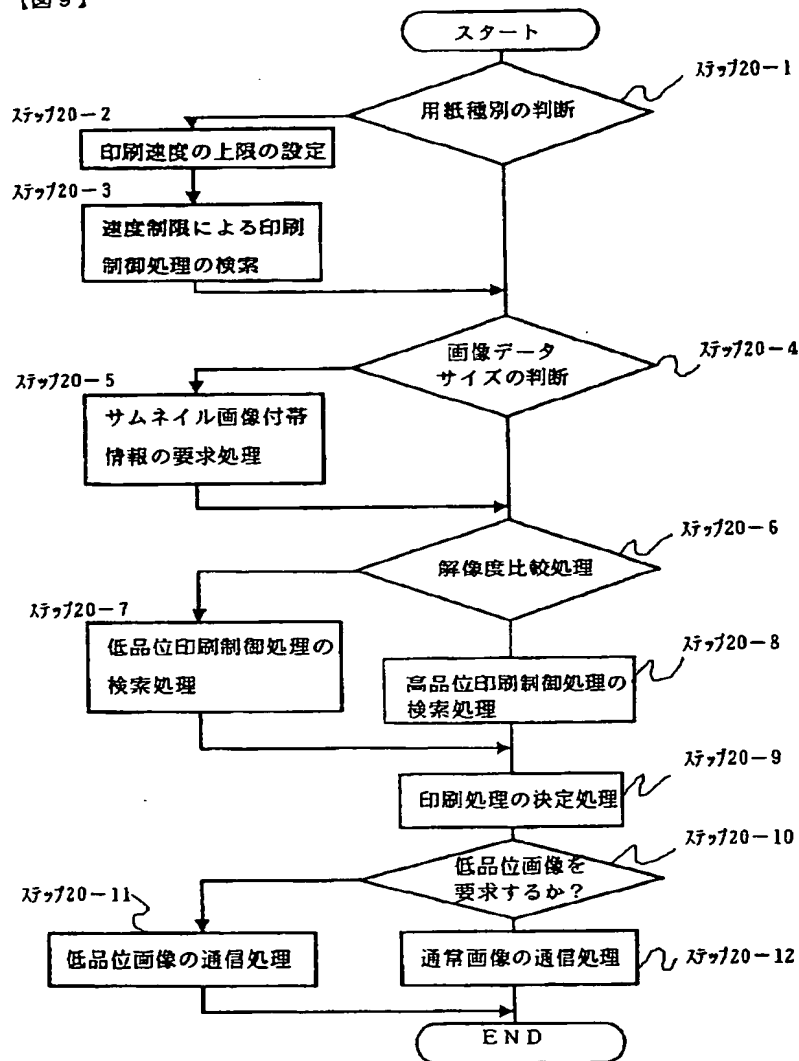 【図9】
スタート
ステップ20-1
用紙種別の判断
ステップ20-2
印刷速度の上限の設定
ステップ20-3
速度制限による印刷
制御処理の検索
画像データ
サイズの判断
ステップ20-4
ステップ20-5
サムネイル画像付帯
情報の要求処理
ステップ20-6
解像度比較処理
ステップ20-7
低品位印刷制御処理の
検索処理
ステップ20-8
高品位印刷制御処理の
検索処理
ステップ20-9
印刷処理の決定処理
ステップ20-10
低品位画像を
要求するか?
ステップ20-11
低品位画像の通信処理
通常画像の通信処理
ステップ20-12
END